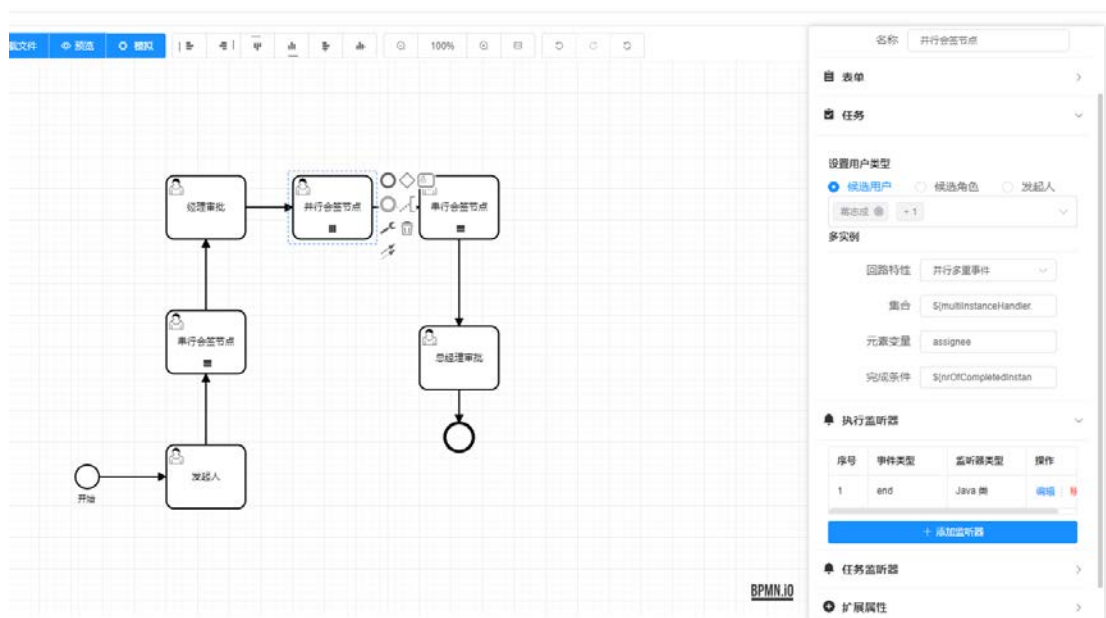 载文件 预览 模拟 100%
名称 并行会签节点
表单
任务
设置用户类型
候选用户 候选角色 发起人
+ 1
多实例
回路特性 并行多重事件
集合 ${multiInstanceHandler.
元素变量 assignee
完成条件 ${nrOfCompletedInstan
执行监听器
序号 事件类型 监听器类型 操作
1 end Java 类 编辑 移
+ 添加监听器
任务监听器
扩展属性
经理审批
并行会签节点
串行会签节点
串行会签节点
总经理审批
发起人
开始
BPMN.iO